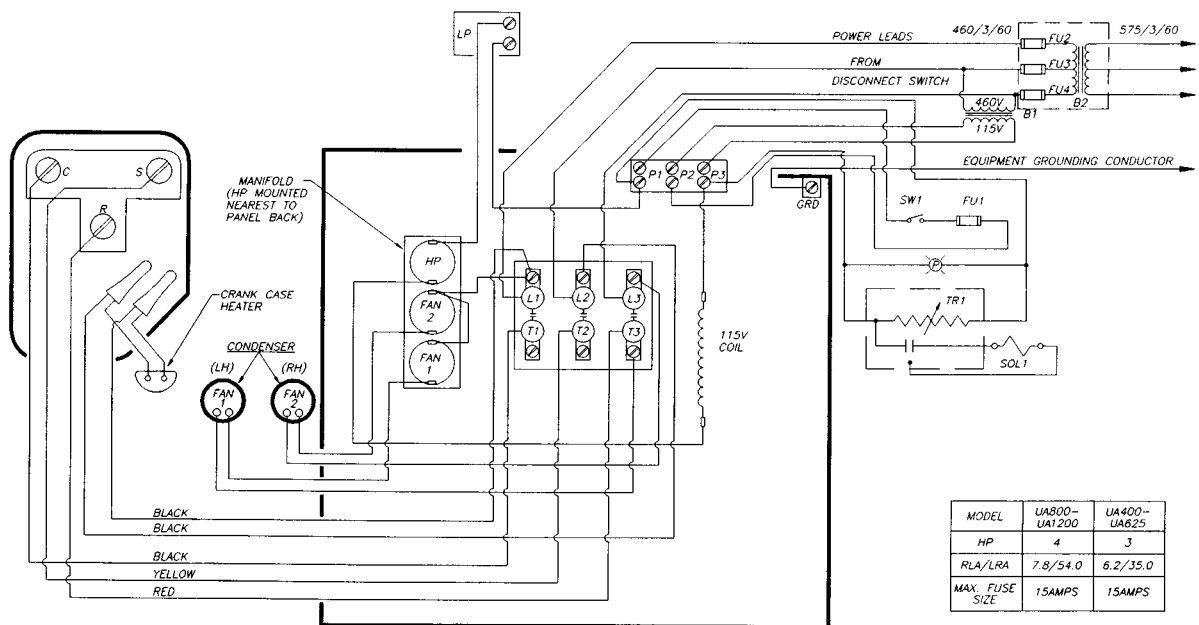 LP
460/3/60
575/3/60
POWER LEADS
FU2
FROM
FU3
DISCONNECT SWITCH
FU4
460V
B1
B2
115V
C
S
R
MANIFOLD
(HP MOUNTED
NEAREST TO
PANEL BACK)
P1
P2
P3
EQUIPMENT GROUNDING CONDUCTOR
GRD
SW1
FU1
HP
P
FAN
2
L1
L2
L3
CRANK CASE
HEATER
TR1
T1
T2
T3
115V
COIL
FAN
1
SOL1
CONDENSER
(LH)
(RH)
FAN
1
FAN
2
BLACK
BLACK
BLACK
YELLOW
RED
MODEL UA800- UA400-
UA1200 UA625
HP 4 3
RLA/LRA 7.8/54.0 6.2/35.0
MAX. FUSE 15AMPS 15AMPS
SIZE